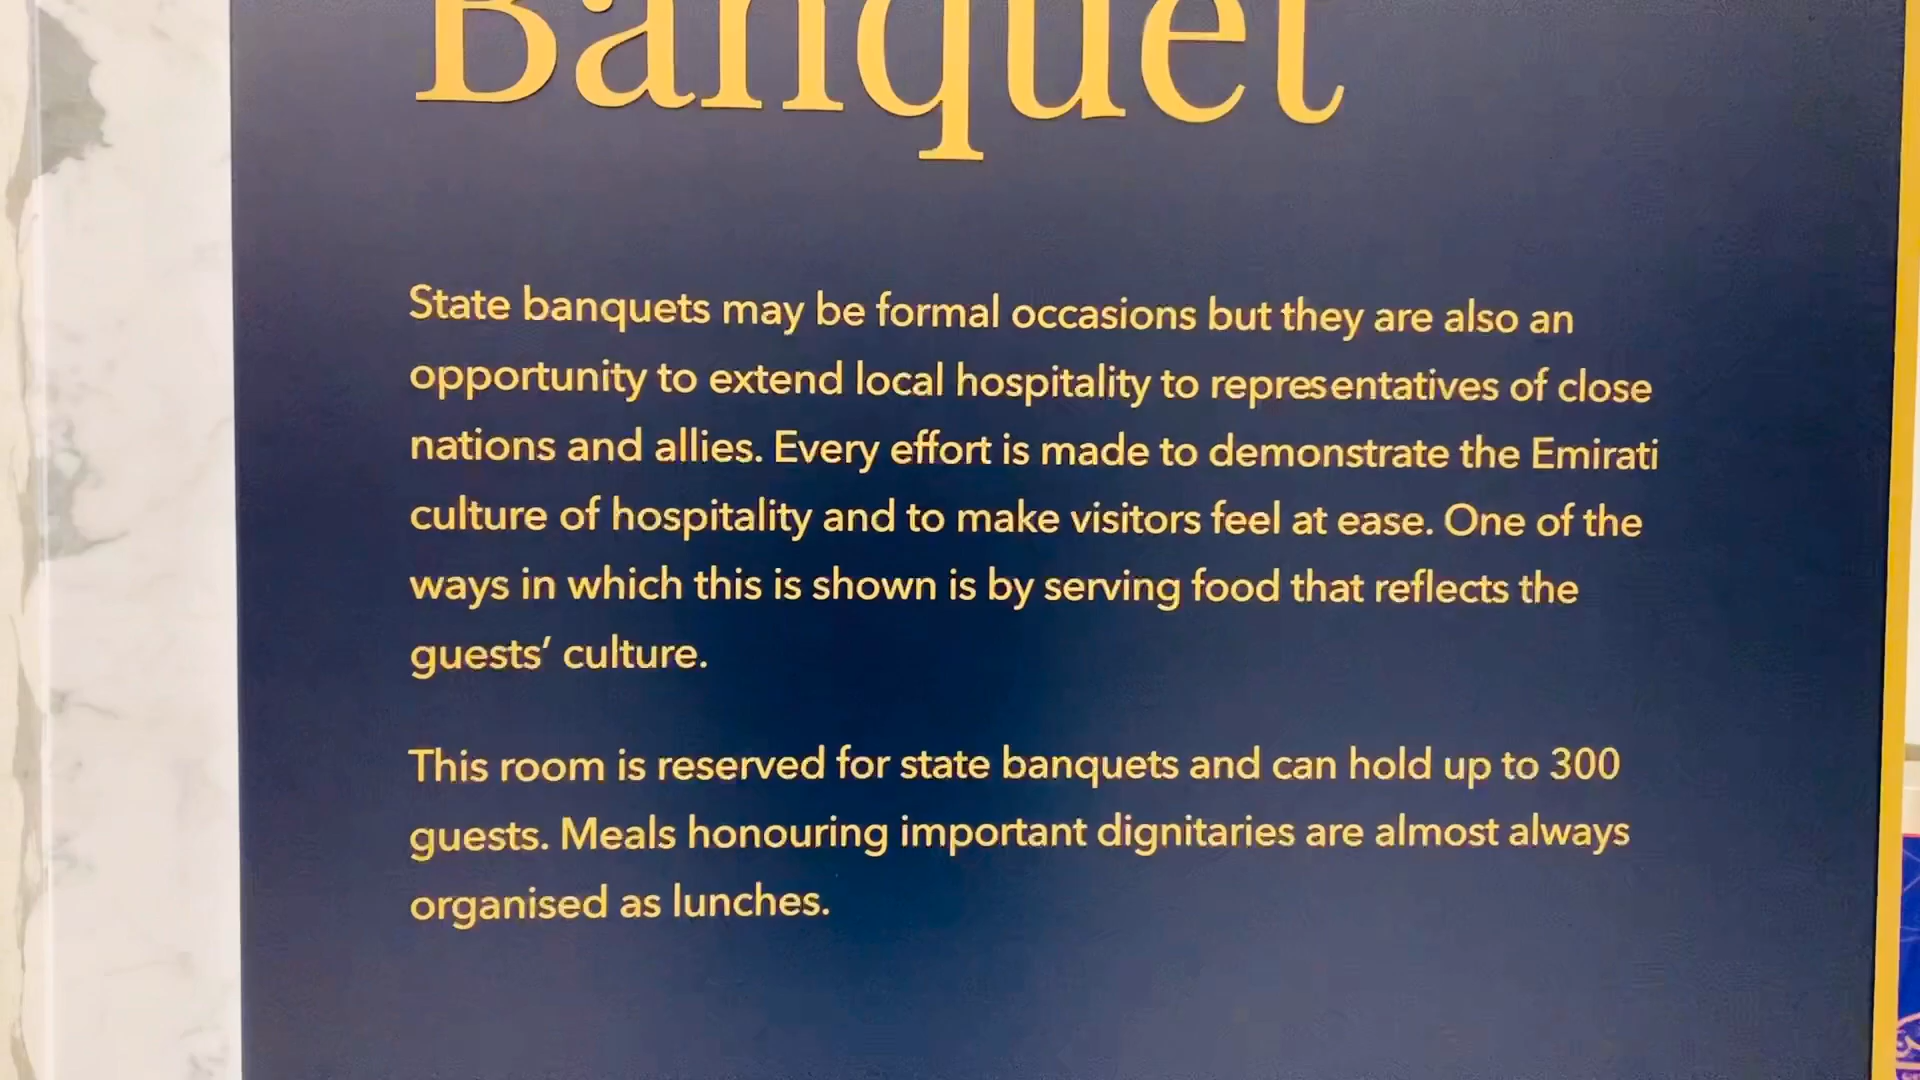 Banquet
State banquets may be formal occasions but they are also an
opportunity to extend local hospitality to representatives of close
nations and allies. Every effort is made to demonstrate the Emirati
culture of hospitality and to make visitors feel at ease. One of the
ways in which this is shown is by serving food that reflects the
guests’ culture.
This room is reserved for state banquets and can hold up to 300
guests. Meals honouring important dignitaries are almost always
organised as lunches.